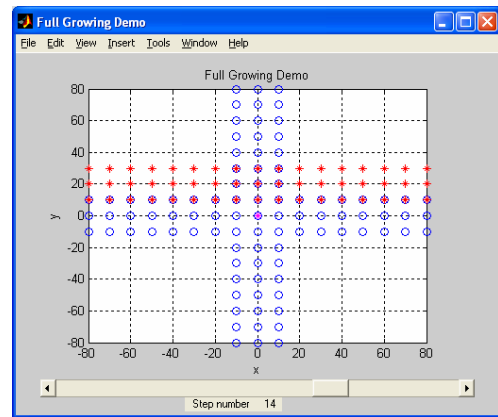 Full Growing Demo
File Edit View Insert Tools Window Help
Full Growing Demo
80
60
40
20
0
-20
-40
-60
-80
y
-80 -60 -40 -20 0 20 40 60 80
x
Step number 14